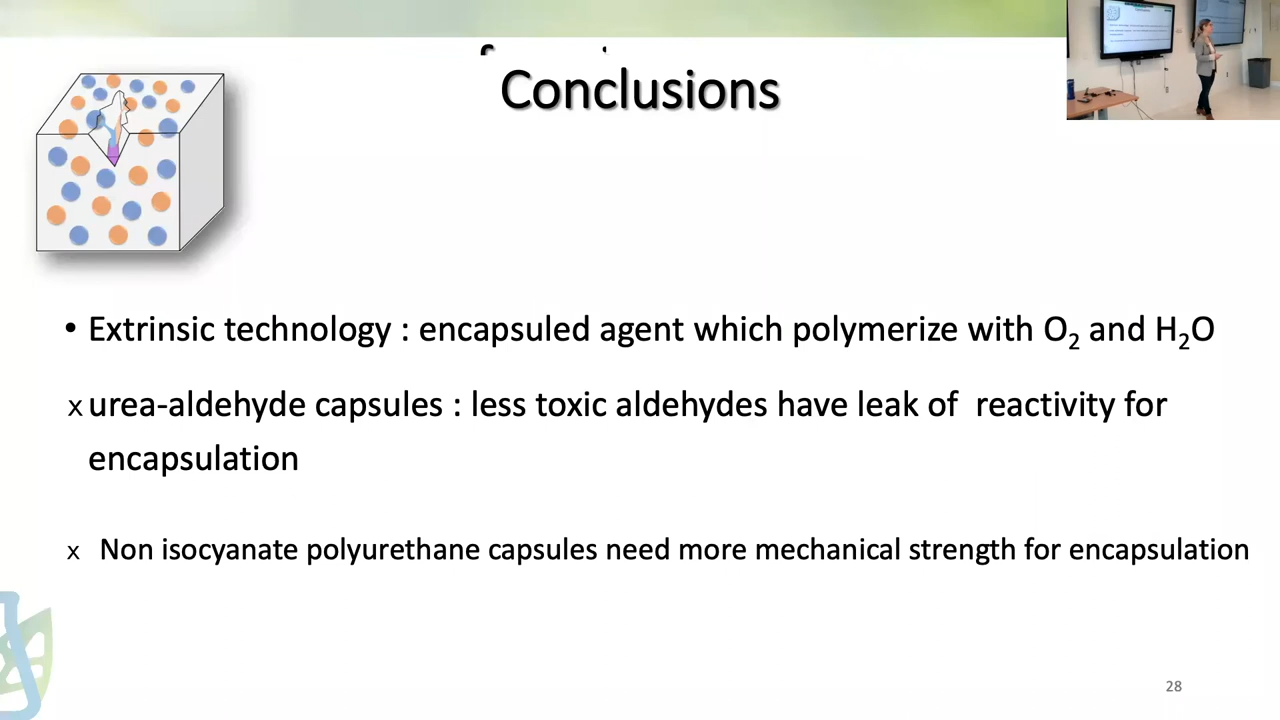 Conclusions
• Extrinsic technology : encapsuled agent which polymerize with O₂ and H₂O
x urea-aldehyde capsules : less toxic aldehydes have leak of reactivity for
encapsulation
x Non isocyanate polyurethane capsules need more mechanical strength for encapsulation
28